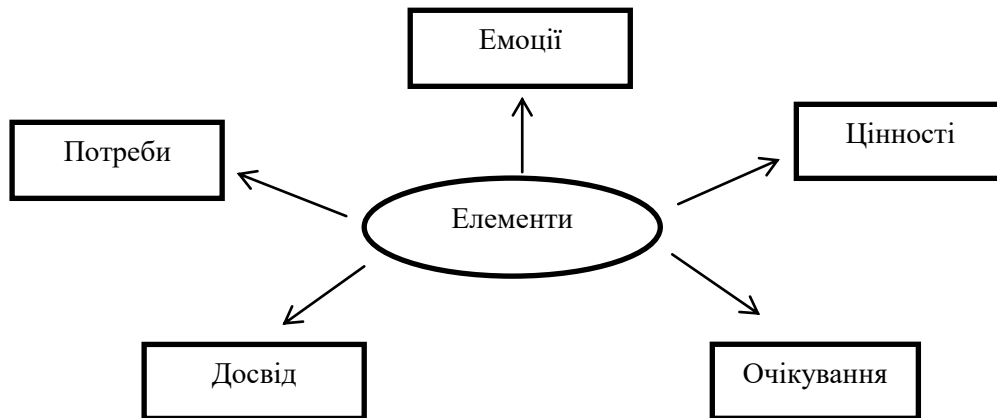 Емоції
Потреби
Цінності
Елементи
Досвід
Очікування